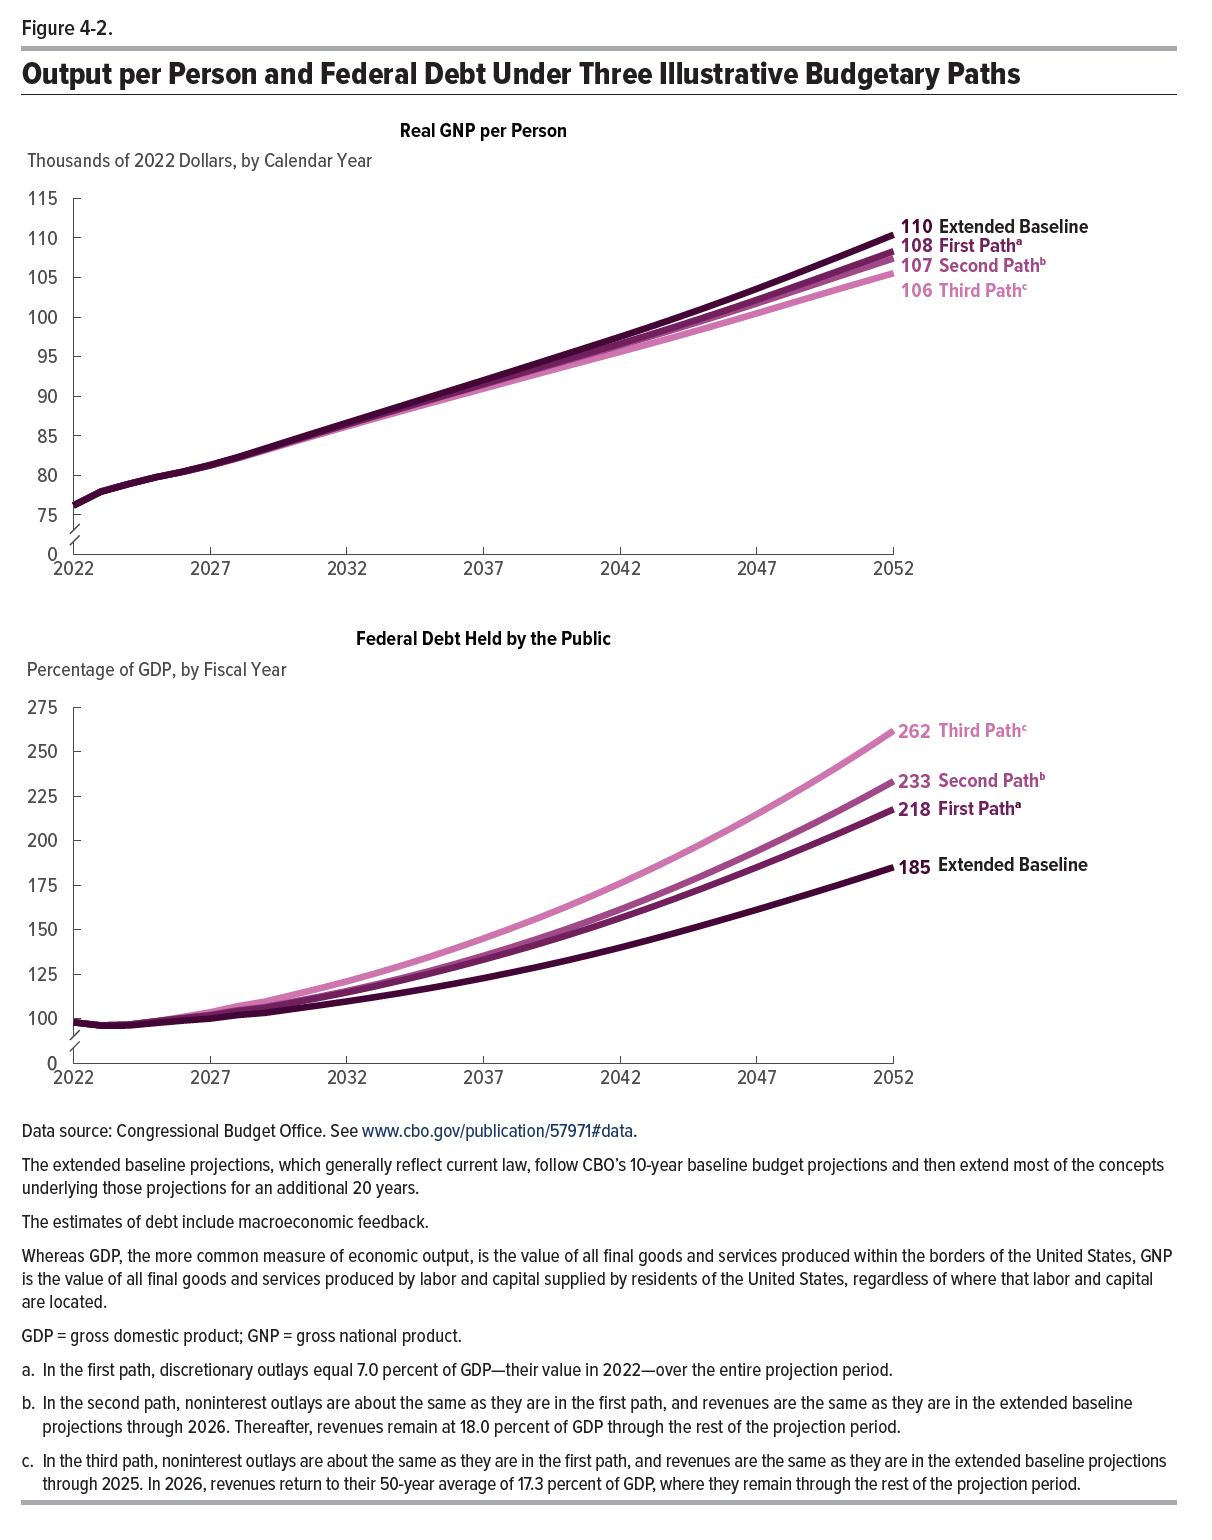 Figure 4-2.
Output per Person and Federal Debt Under Three Illustrative Budgetary Paths
Real GNP per Person
Thousands of 2022 Dollars, by Calendar Year
115
110
105
100
95
90
85
80
75
0
110 Extended Baseline
108 First Pathᵃ
107 Second Pathᵇ
106 Third Pathᶜ
2022 2027 2032 2037 2042 2047 2052
Federal Debt Held by the Public
Percentage of GDP, by Fiscal Year
275
250
225
200
175
150
125
100
0
262 Third Pathᶜ
233 Second Pathᵇ
218 First Pathᵃ
185 Extended Baseline
2022 2027 2032 2037 2042 2047 2052
Data source: Congressional Budget Office. See www.cbo.gov/publication/57971#data.
The extended baseline projections, which generally reflect current law, follow CBO’s 10-year baseline budget projections and then extend most of the concepts
underlying those projections for an additional 20 years.
The estimates of debt include macroeconomic feedback.
Whereas GDP, the more common measure of economic output, is the value of all final goods and services produced within the borders of the United States, GNP
is the value of all final goods and services produced by labor and capital supplied by residents of the United States, regardless of where that labor and capital
are located.
GDP = gross domestic product; GNP = gross national product.
a. In the first path, discretionary outlays equal 7.0 percent of GDP—their value in 2022—over the entire projection period.
b. In the second path, noninterest outlays are about the same as they are in the first path, and revenues are the same as they are in the extended baseline
projections through 2026. Thereafter, revenues remain at 18.0 percent of GDP through the rest of the projection period.
c. In the third path, noninterest outlays are about the same as they are in the first path, and revenues are the same as they are in the extended baseline projections
through 2025. In 2026, revenues return to their 50-year average of 17.3 percent of GDP, where they remain through the rest of the projection period.